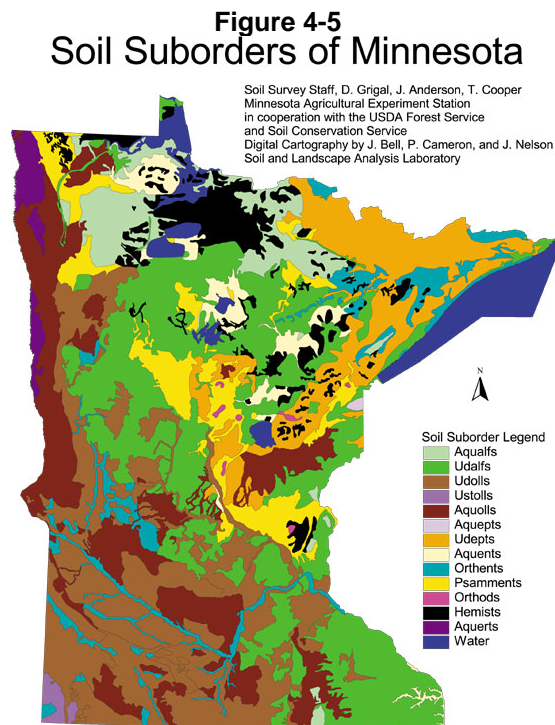 Figure 4-5
Soil Suborders of Minnesota
Soil Survey Staff, D. Grigal, J. Anderson, T. Cooper
Minnesota Agricultural Experiment Station
in cooperation with the USDA Forest Service
and Soil Conservation Service
Digital Cartography by J. Bell, P. Cameron, and J. Nelson
Soil and Landscape Analysis Laboratory
N
Soil Suborder Legend
Aqualfs
Udalfs
Udolls
Ustolls
Aquolls
Aquepts
Udepts
Aquents
Orthents
Psamments
Orthods
Hemists
Aquerts
Water